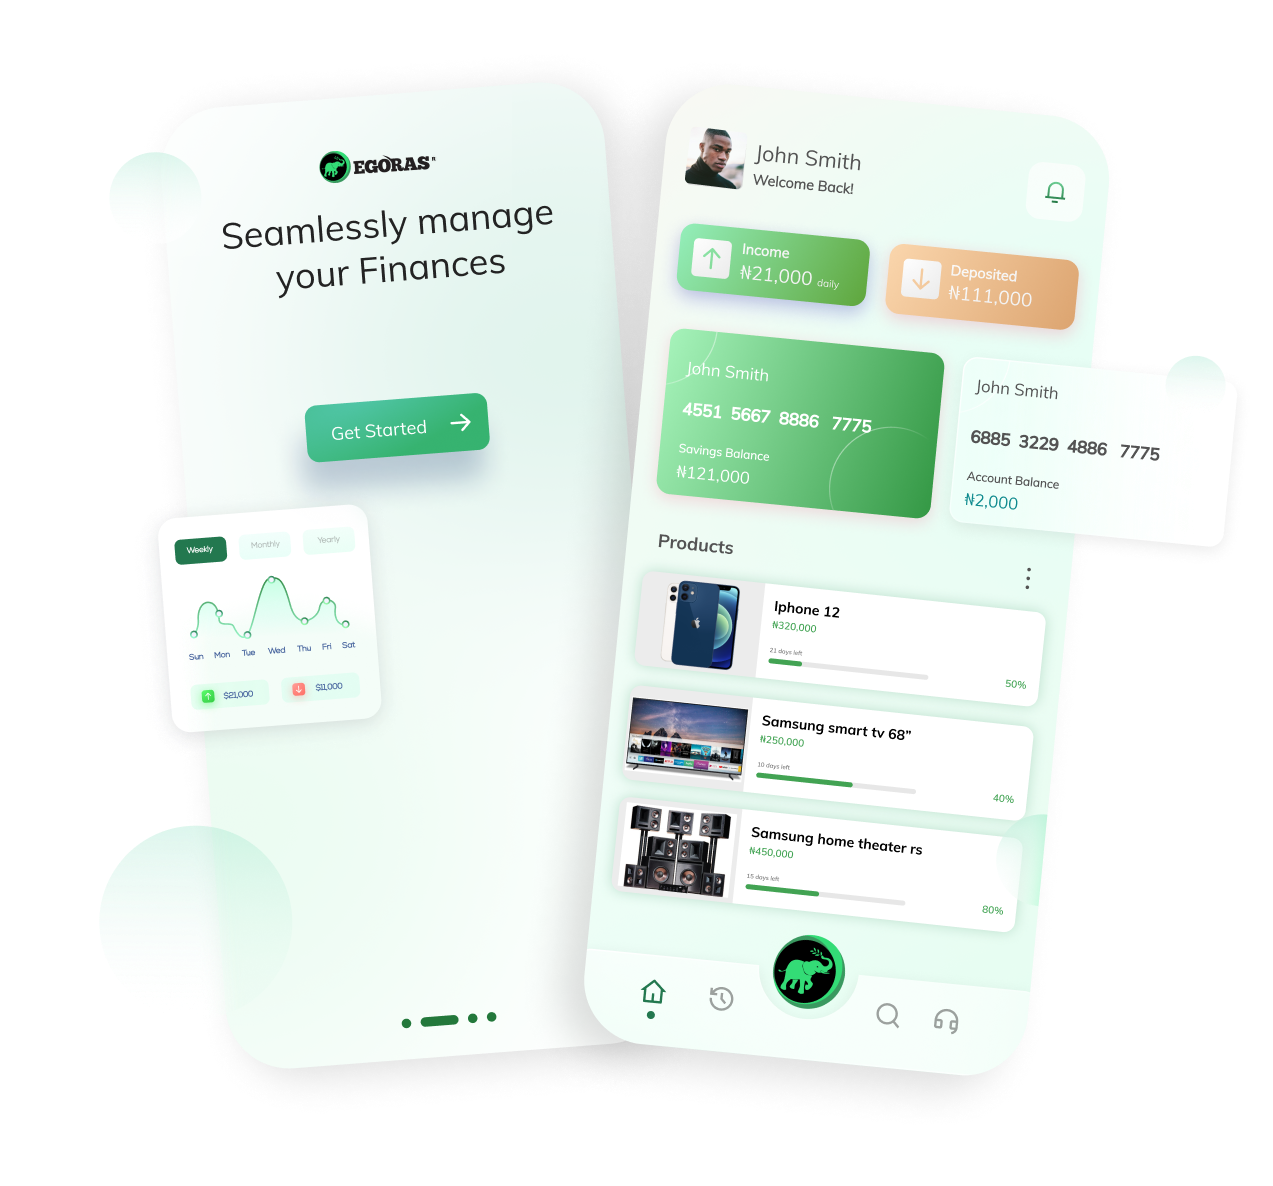 EGORAS
Seamlessly manage
your Finances
Get Started
Weekly
Monthly
Yearly
Sun Mon Tue Wed Thu Fri Sat
$21,000
$11,000
John Smith
Welcome Back!
Income
₦21,000 daily
Deposited
₦111,000
John Smith
4551 5667 8886 7775
Savings Balance
₦121,000
John Smith
6885 3229 4886 7775
Account Balance
₦2,000
Products
Iphone 12
₦320,000
21 days left
50%
Samsung smart tv 68”
₦250,000
10 days left
40%
Samsung home theater rs
₦450,000
15 days left
80%